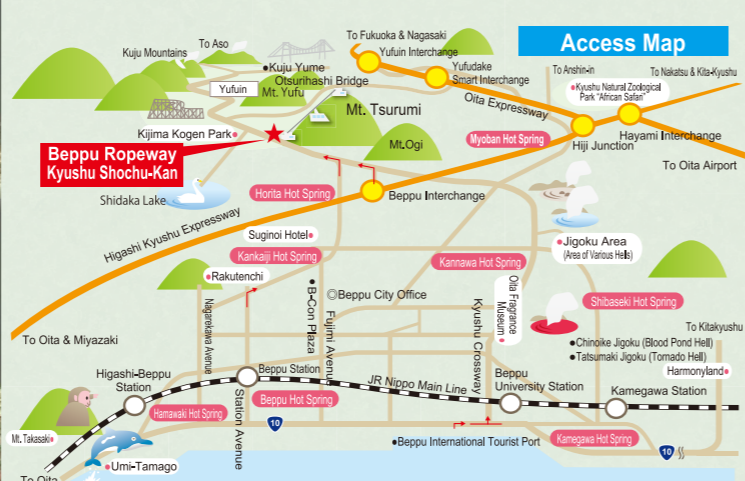 Access Map
To Fukuoka & Nagasaki
Yufuin Interchange
To Aso
Kuju Mountains
Kuju Yume
Otsurihashi Bridge
Yufudake
Smart Interchange
To Anshin-in
To Nakatsu & Kita-Kyushu
Kyushu Natural Zoological
Park "African Safari"
Yufuin
Mt. Yufu
Oita Expressway
Mt. Tsurumi
Kijima Kogen Park
Mt.Ogi
Myoban Hot Spring
Hiji Junction
Hayami Interchange
To Oita Airport
Beppu Ropeway
Kyushu Shochu-Kan
Shidaka Lake
Horita Hot Spring
Beppu Interchange
Higashi Kyushu Expressway
Suginoi Hotel
Kankaiji Hot Spring
Jigoku Area
(Area of Various Hells)
Kannawa Hot Spring
Rakutenchi
B-Con Plaza
Beppu City Office
Oita Fragrance
Museum
Shibaseki Hot Spring
Nagarekawa Avenue
Fujimi Avenue
Kyushu Crossway
To Kitakyushu
Chinoike Jigoku (Blood Pond Hell)
Tatsumaki Jigoku (Tornado Hell)
Harmonyland
To Oita & Miyazaki
Higashi-Beppu
Station
Beppu Station
JR Nippo Main Line
Beppu
University Station
Kamegawa Station
Station Avenue
Beppu Hot Spring
Hamawaki Hot Spring
10
Mt. Takasaki
Umi-Tamago
Beppu International Tourist Port
Kamegawa Hot Spring
10
To Oita